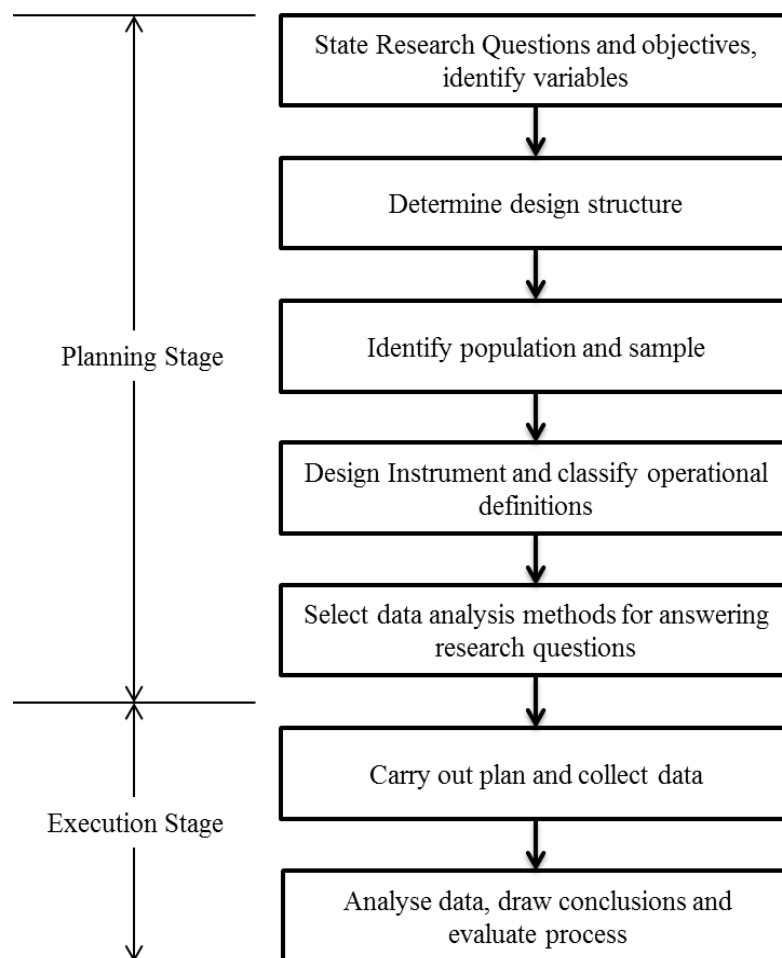 State Research Questions and objectives,
identify variables
Determine design structure
Identify population and sample
Planning Stage
Design Instrument and classify operational
definitions
Select data analysis methods for answering
research questions
Carry out plan and collect data
Execution Stage
Analyse data, draw conclusions and
evaluate process